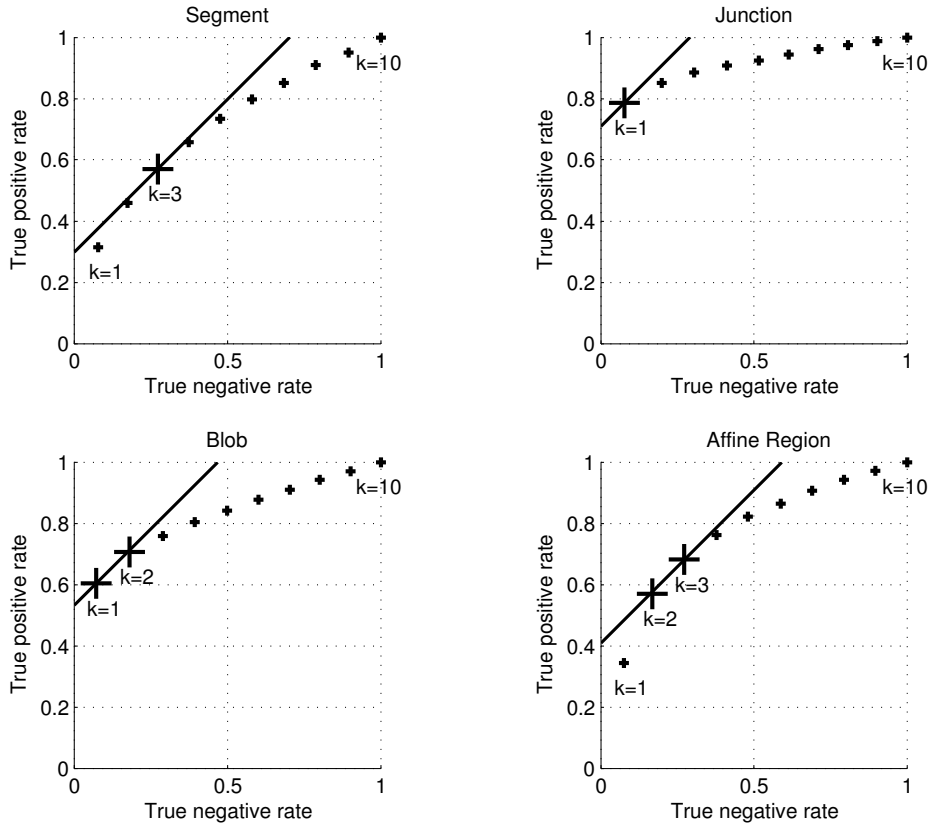 Segment
1
0.8
0.6
0.4
0.2
0
True positive rate
k=10
k=3
k=1
0 0.5 1
True negative rate
Junction
1
0.8
0.6
0.4
0.2
0
True positive rate
k=10
k=1
0 0.5 1
True negative rate
Blob
1
0.8
0.6
0.4
0.2
0
True positive rate
k=10
k=2
k=1
0 0.5 1
True negative rate
Affine Region
1
0.8
0.6
0.4
0.2
0
True positive rate
k=10
k=3
k=2
k=1
0 0.5 1
True negative rate